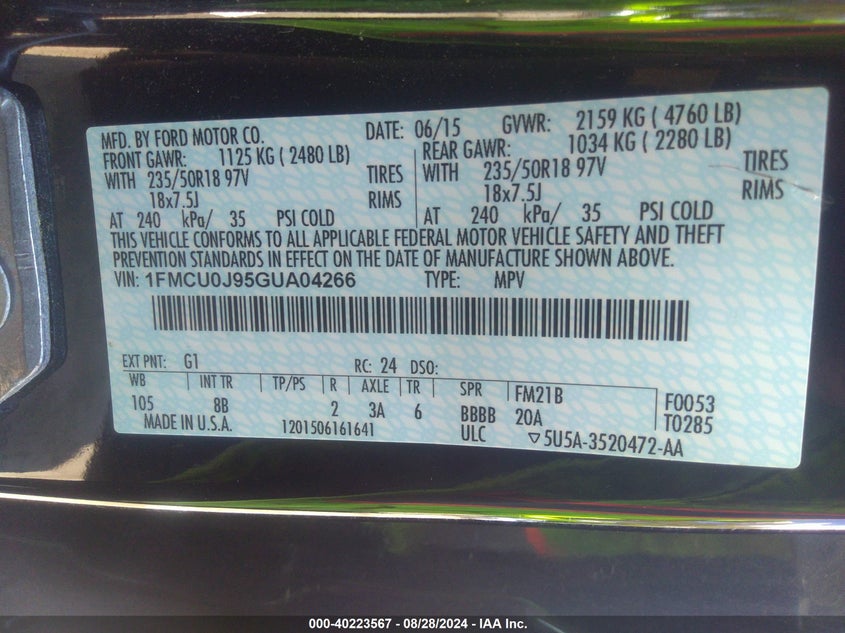 MFD. BY FORD MOTOR CO. DATE: 06/15 GVWR: 2159 KG ( 4760 LB)
FRONT GAWR: 1125 KG ( 2480 LB) REAR GAWR: 1034 KG ( 2280 LB)
WITH 235/50R18 97V TIRES WITH 235/50R18 97V TIRES
18x7.5J RIMS 18x7.5J RIMS
AT 240 kPa/ 35 PSI COLD AT 240 kPa/ 35 PSI COLD
THIS VEHICLE CONFORMS TO ALL APPLICABLE FEDERAL MOTOR VEHICLE SAFETY AND THEFT
PREVENTION STANDARDS IN EFFECT ON THE DATE OF MANUFACTURE SHOWN ABOVE.
VIN: 1FMCU0J95GUA04266 TYPE: MPV
EXT PNT: G1 RC: 24 DSO:
WB INT TR TP/PS R AXLE TR SPR FM21B F0053
105 8B 2 3A 6 BBBB 20A T0285
MADE IN U.S.A. 1201506161641 ULC ▽5U5A-3520472-AA
000-40223567 - 08/28/2024 - IAA Inc.